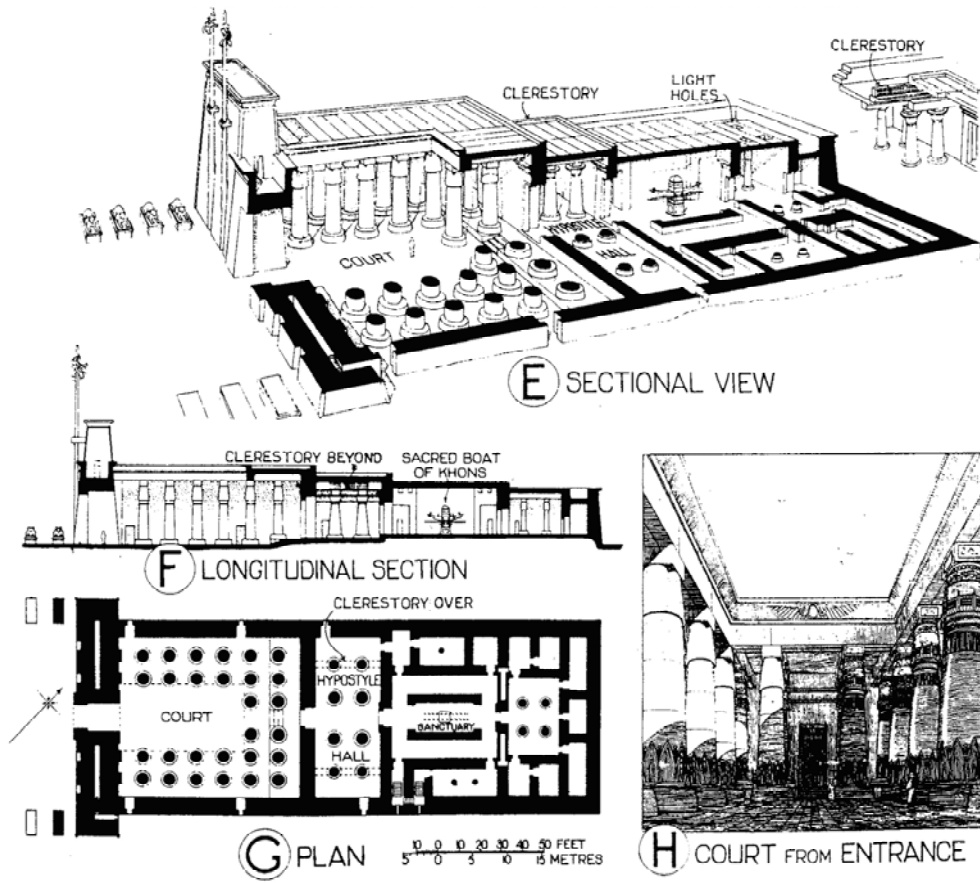 CLERESTORY
CLERESTORY
LIGHT
HOLES
COURT
HYPOSTYLE
HALL
E SECTIONAL VIEW
CLERESTORY BEYOND
SACRED BOAT
OF KHONS
F LONGITUDINAL SECTION
CLERESTORY OVER
HYPOSTYLE
COURT
SANCTUARY
HALL
G PLAN
10 0 10 20 30 40 50 FEET
5 0 5 10 15 METRES
H COURT FROM ENTRANCE